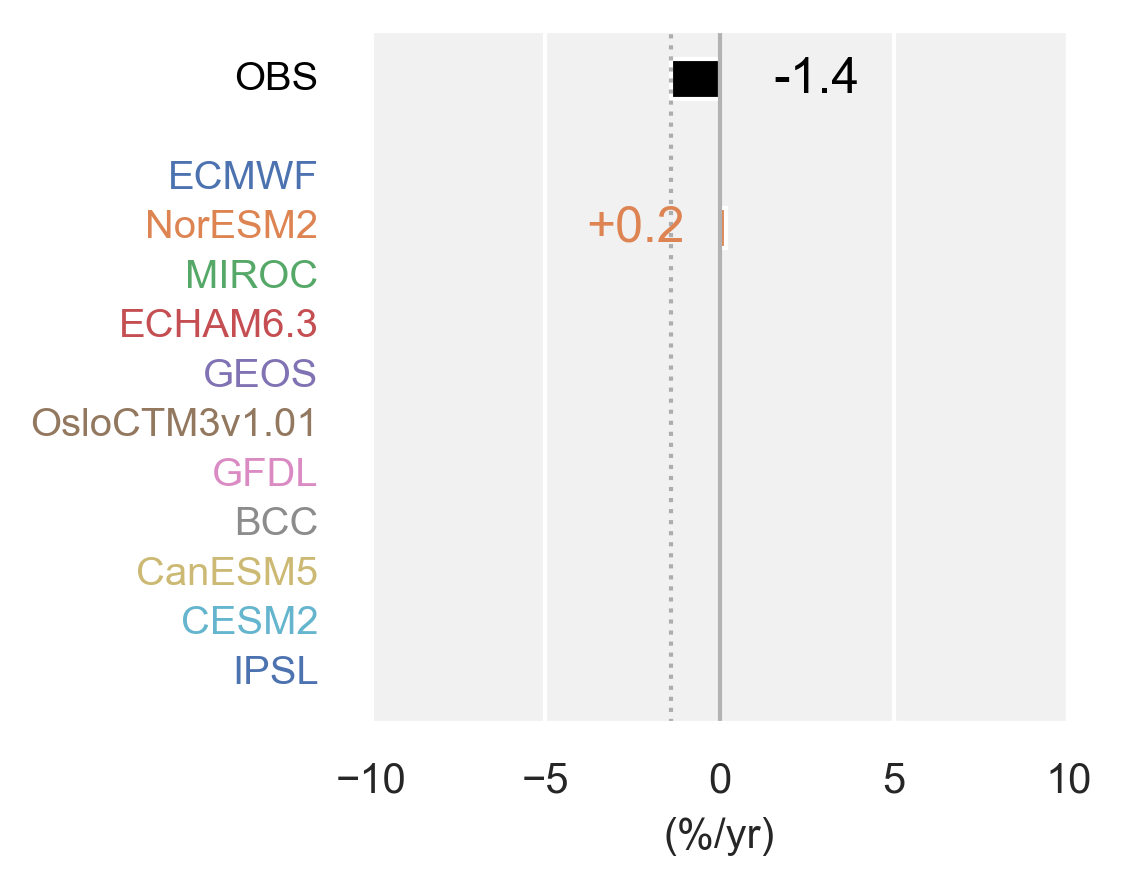 OBS -1.4
ECMWF
NorESM2 +0.2
MIROC
ECHAM6.3
GEOS
OsloCTM3v1.01
GFDL
BCC
CanESM5
CESM2
IPSL
−10 −5 0 5 10
(%/yr)